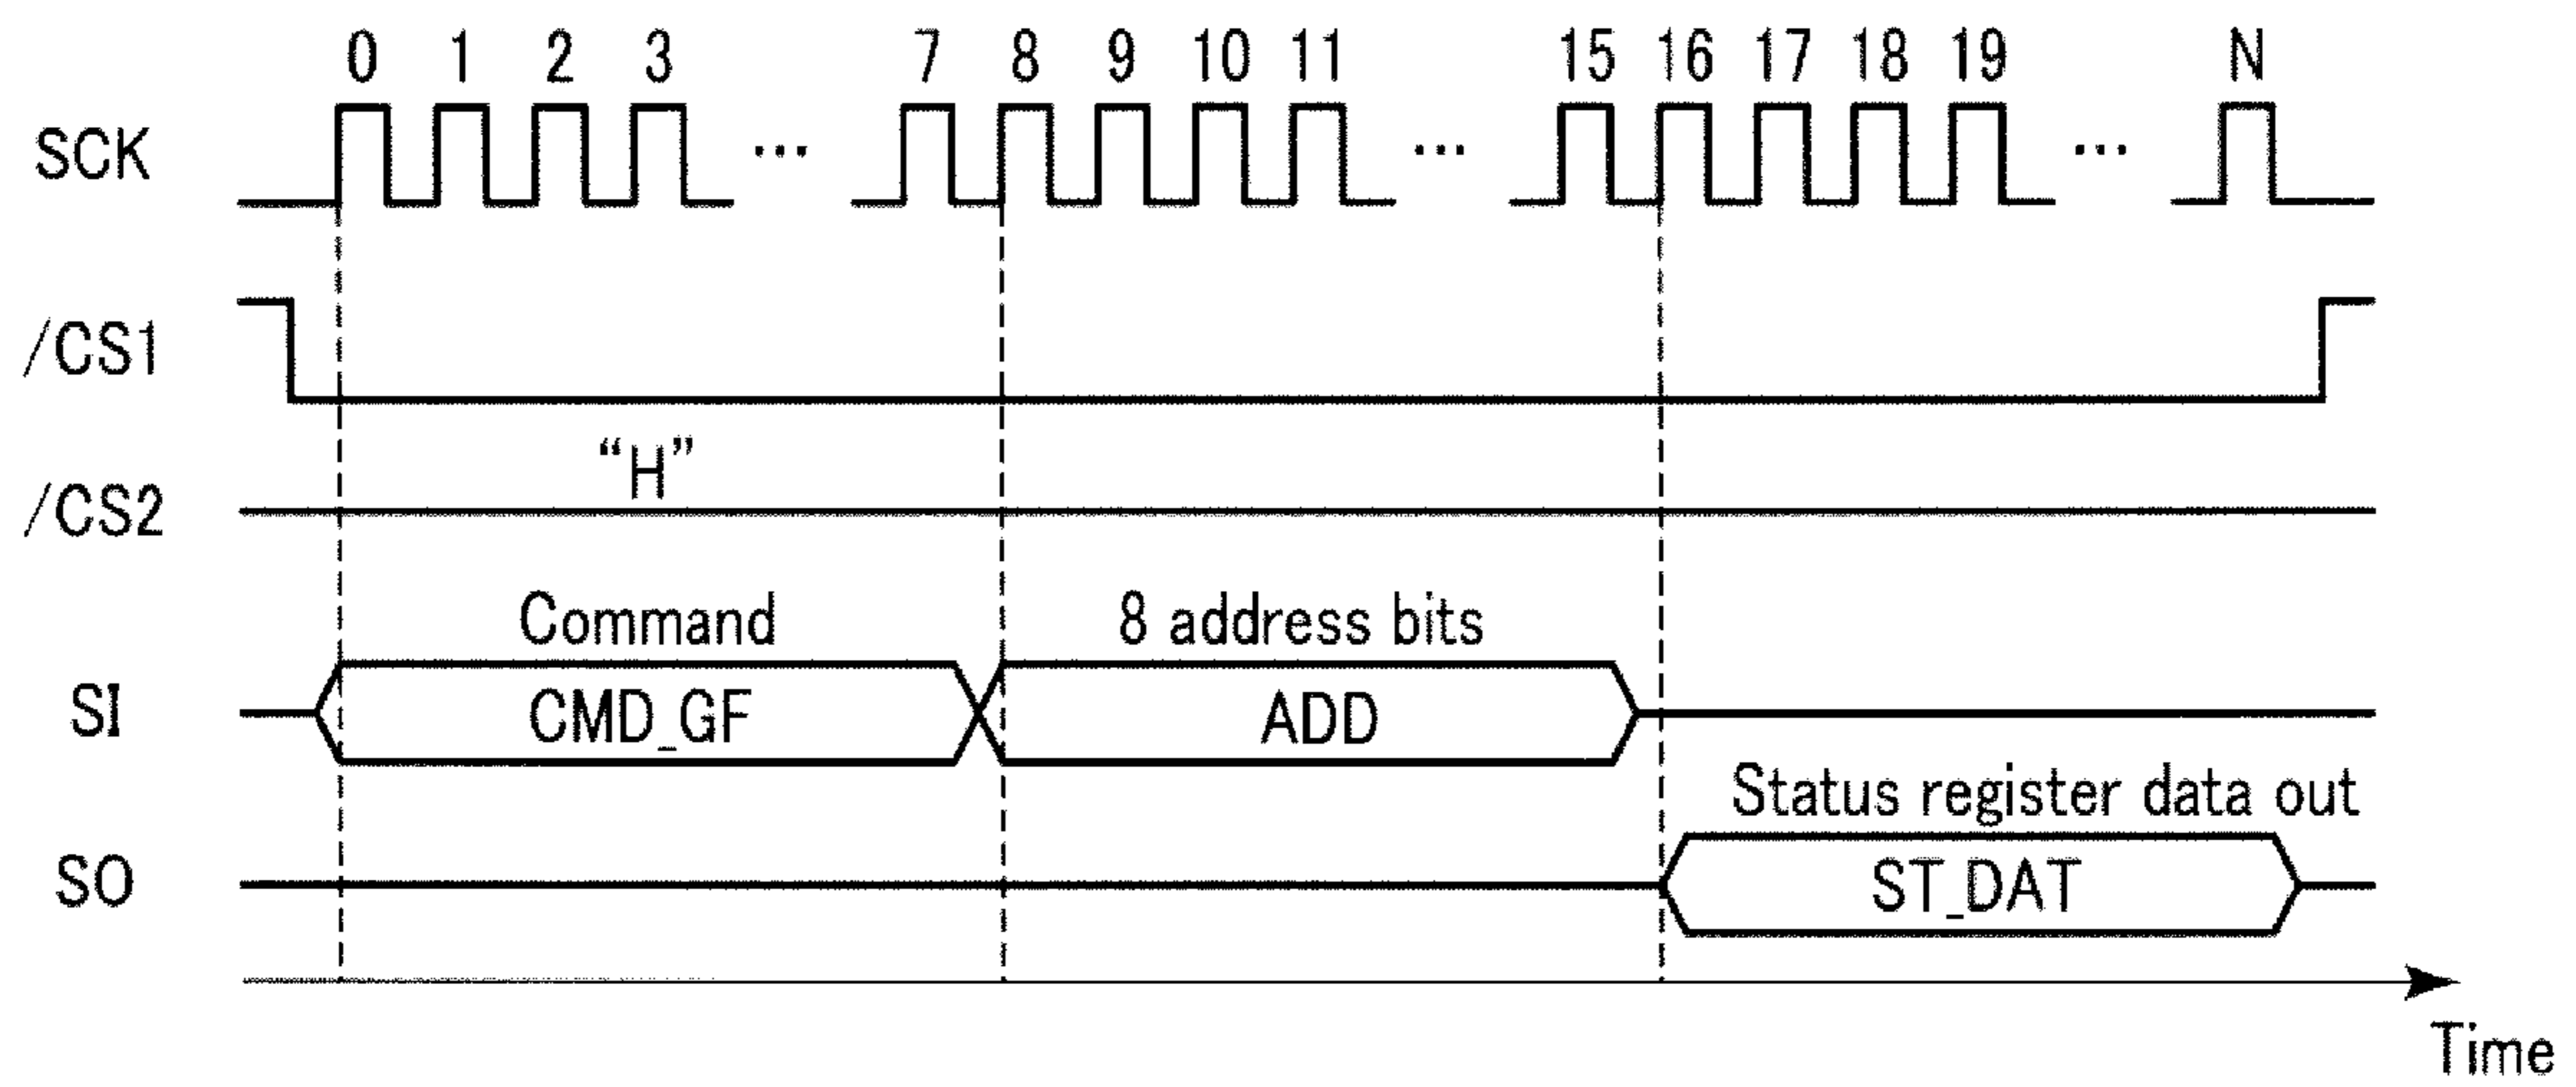 0 1 2 3 7 8 9 10 11 15 16 17 18 19 N
SCK ... ... ...
/CS1
"H"
/CS2
Command 8 address bits
SI CMD_GF ADD
Status register data out
SO ST_DAT
Time